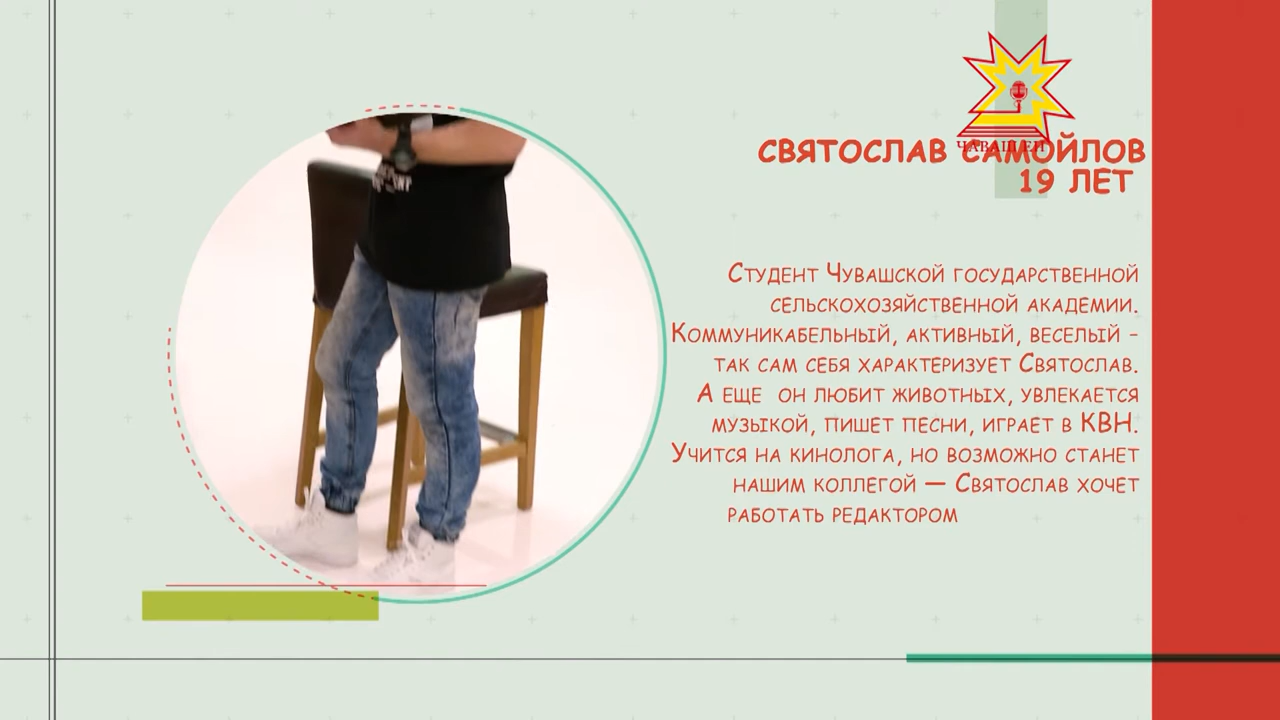 ЧĂВАШ ЕН
СВЯТОСЛАВ САМОЙЛОВ
19 ЛЕТ
Студент Чувашской государственной
сельскохозяйственной академии.
Коммуникабельный, активный, веселый –
так сам себя характеризует Святослав.
А еще он любит животных, увлекается
музыкой, пишет песни, играет в КВН.
Учится на кинолога, но возможно станет
нашим коллегой — Святослав хочет
работать редактором